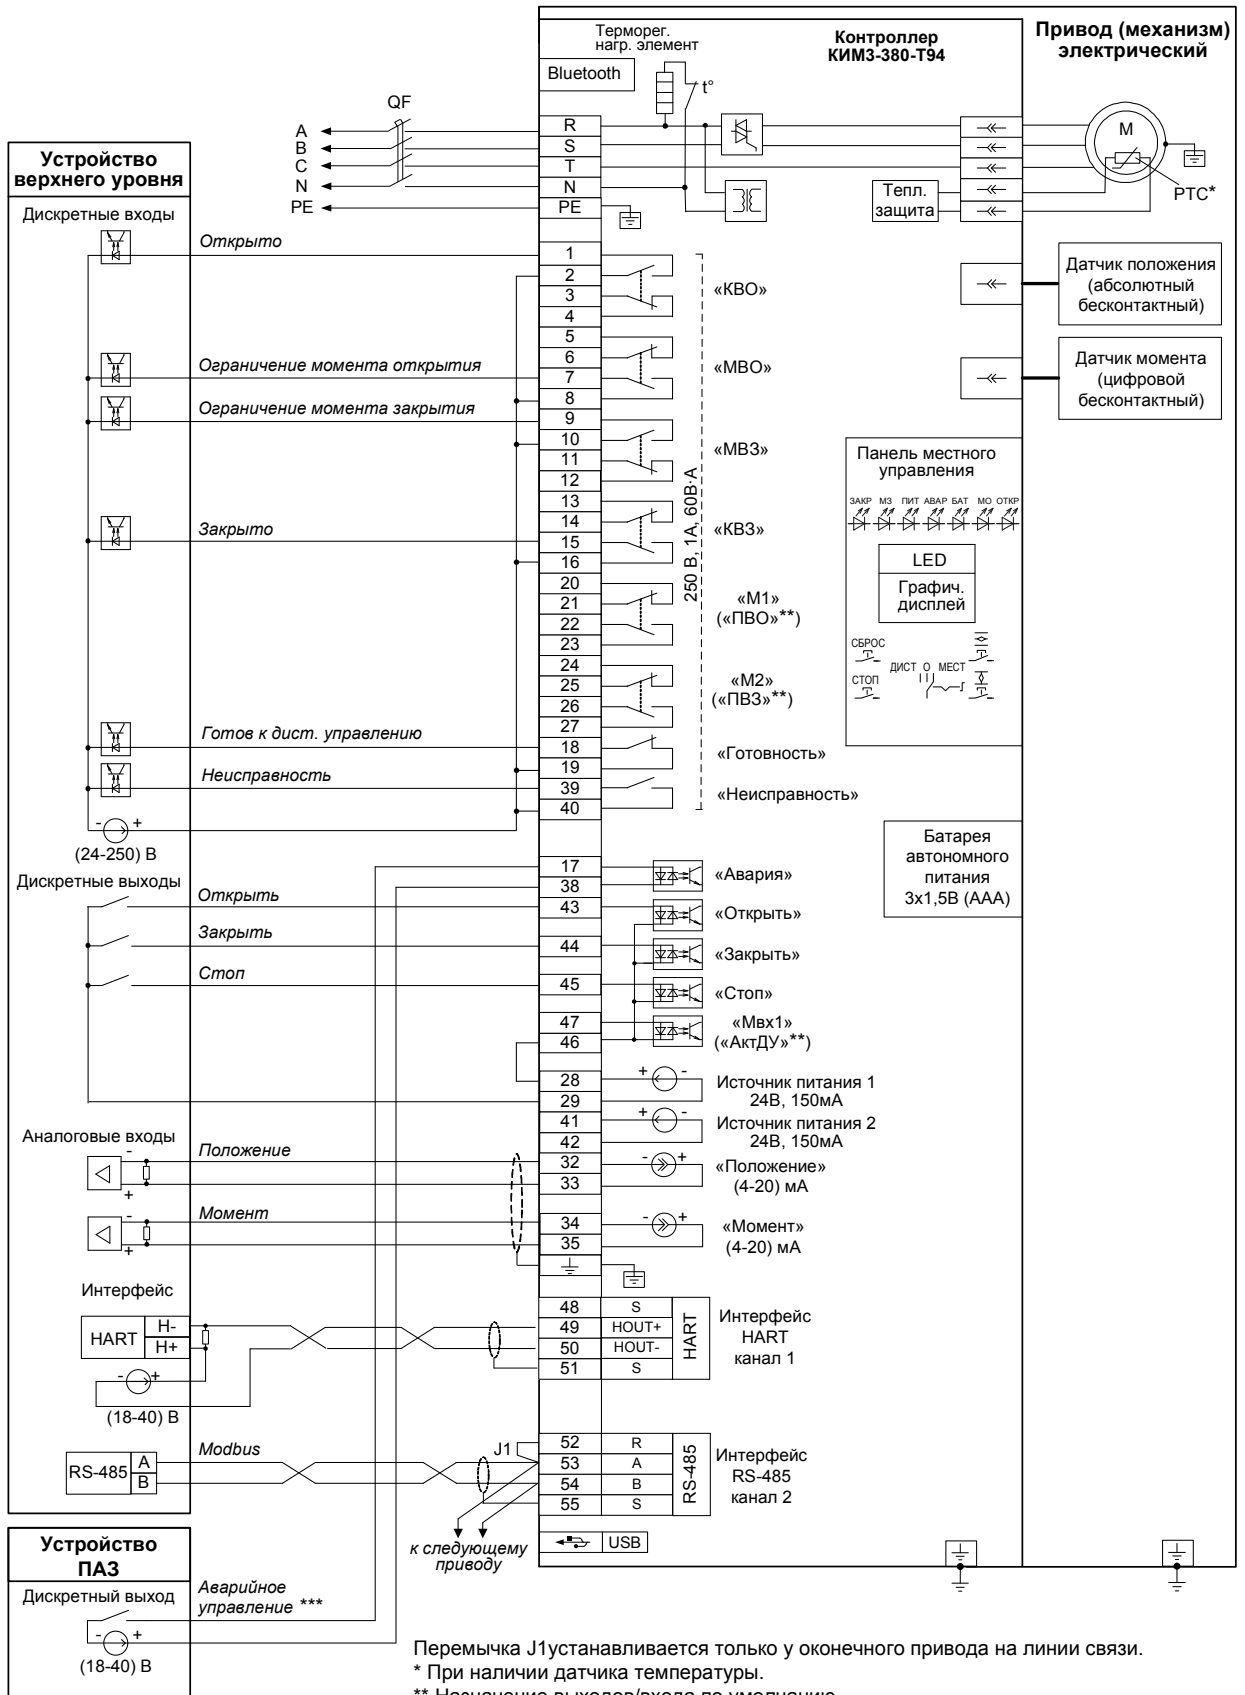 Терморег.
нагр. элемент
Контроллер
КИМ3-380-Т94
Привод (механизм)
электрический
Bluetooth
t°
QF
A
B
C
N
PE
R
S
T
N
PE
M
PTC*
Тепл.
защита
Устройство
верхнего уровня
Дискретные входы
Открыто
Ограничение момента открытия
Ограничение момента закрытия
Закрыто
Готов к дист. управлению
Неисправность
- +
(24-250) В
1
2
3
4
5
6
7
8
9
10
11
12
13
14
15
16
20
21
22
23
24
25
26
27
18
19
39
40
«КВО»
«МВО»
«МВЗ»
«КВЗ»
«М1»
(«ПВО»**)
«М2»
(«ПВЗ»**)
«Готовность»
«Неисправность»
250 В, 1А, 60В·А
Датчик положения
(абсолютный
бесконтактный)
Датчик момента
(цифровой
бесконтактный)
Панель местного
управления
ЗАКР МЗ ПИТ АВАР БАТ МО ОТКР
LED
Графич.
дисплей
СБРОС
СТОП
ДИСТ О МЕСТ
Батарея
автономного
питания
3х1,5В (ААА)
Дискретные выходы
Открыть
Закрыть
Стоп
17
38
43
44
45
47
46
28
29
41
42
32
33
34
35
«Авария»
«Открыть»
«Закрыть»
«Стоп»
«Мвх1»
(«АктДУ»**)
+ -
Источник питания 1
24В, 150мА
+ -
Источник питания 2
24В, 150мА
- +
«Положение»
(4-20) мА
- +
«Момент»
(4-20) мА
Аналоговые входы
Положение
-
+
Момент
-
+
Интерфейс
HART
H-
H+
- +
(18-40) В
48 S
49 HOUT+
50 HOUT-
51 S
HART
Интерфейс
HART
канал 1
RS-485
A
B
Modbus
J1
52 R
53 A
54 B
55 S
RS-485
Интерфейс
RS-485
канал 2
USB
к следующему
приводу
Устройство
ПАЗ
Дискретный выход
Аварийное
управление ***
- +
(18-40) В
Перемычка J1устанавливается только у оконечного привода на линии связи.
* При наличии датчика температуры.
** Назначение выходов/входа по умолчанию